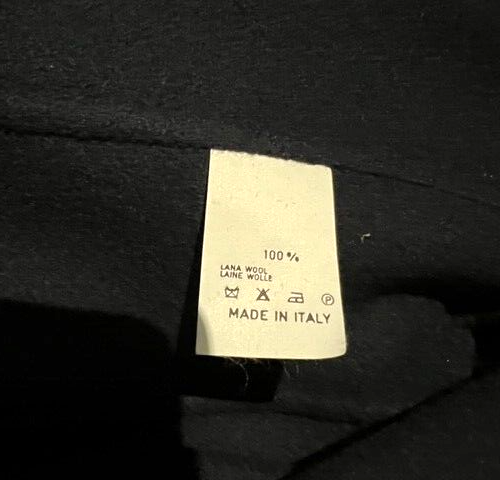 100%
LANA WOOL
LAINE WOLLE
P
MADE IN ITALY